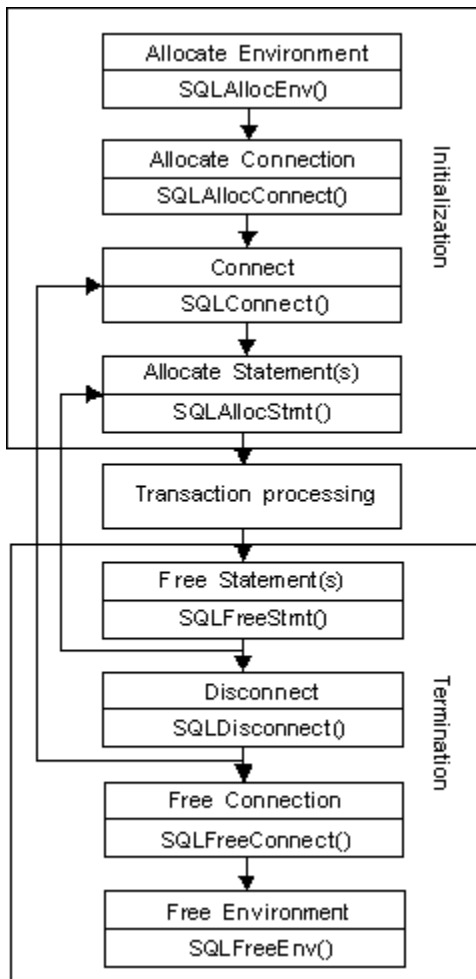 Allocate Environment
SQLAllocEnv()
Allocate Connection
SQLAllocConnect()
Initialization
Connect
SQLConnect()
Allocate Statement(s)
SQLAllocStmt()
Transaction processing
Free Statement(s)
SQLFreeStmt()
Termination
Disconnect
SQLDisconnect()
Free Connection
SQLFreeConnect()
Free Environment
SQLFreeEnv()